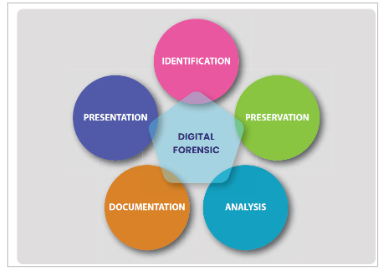 IDENTIFICATION
PRESENTATION
PRESERVATION
DIGITAL
FORENSIC
DOCUMENTATION
ANALYSIS